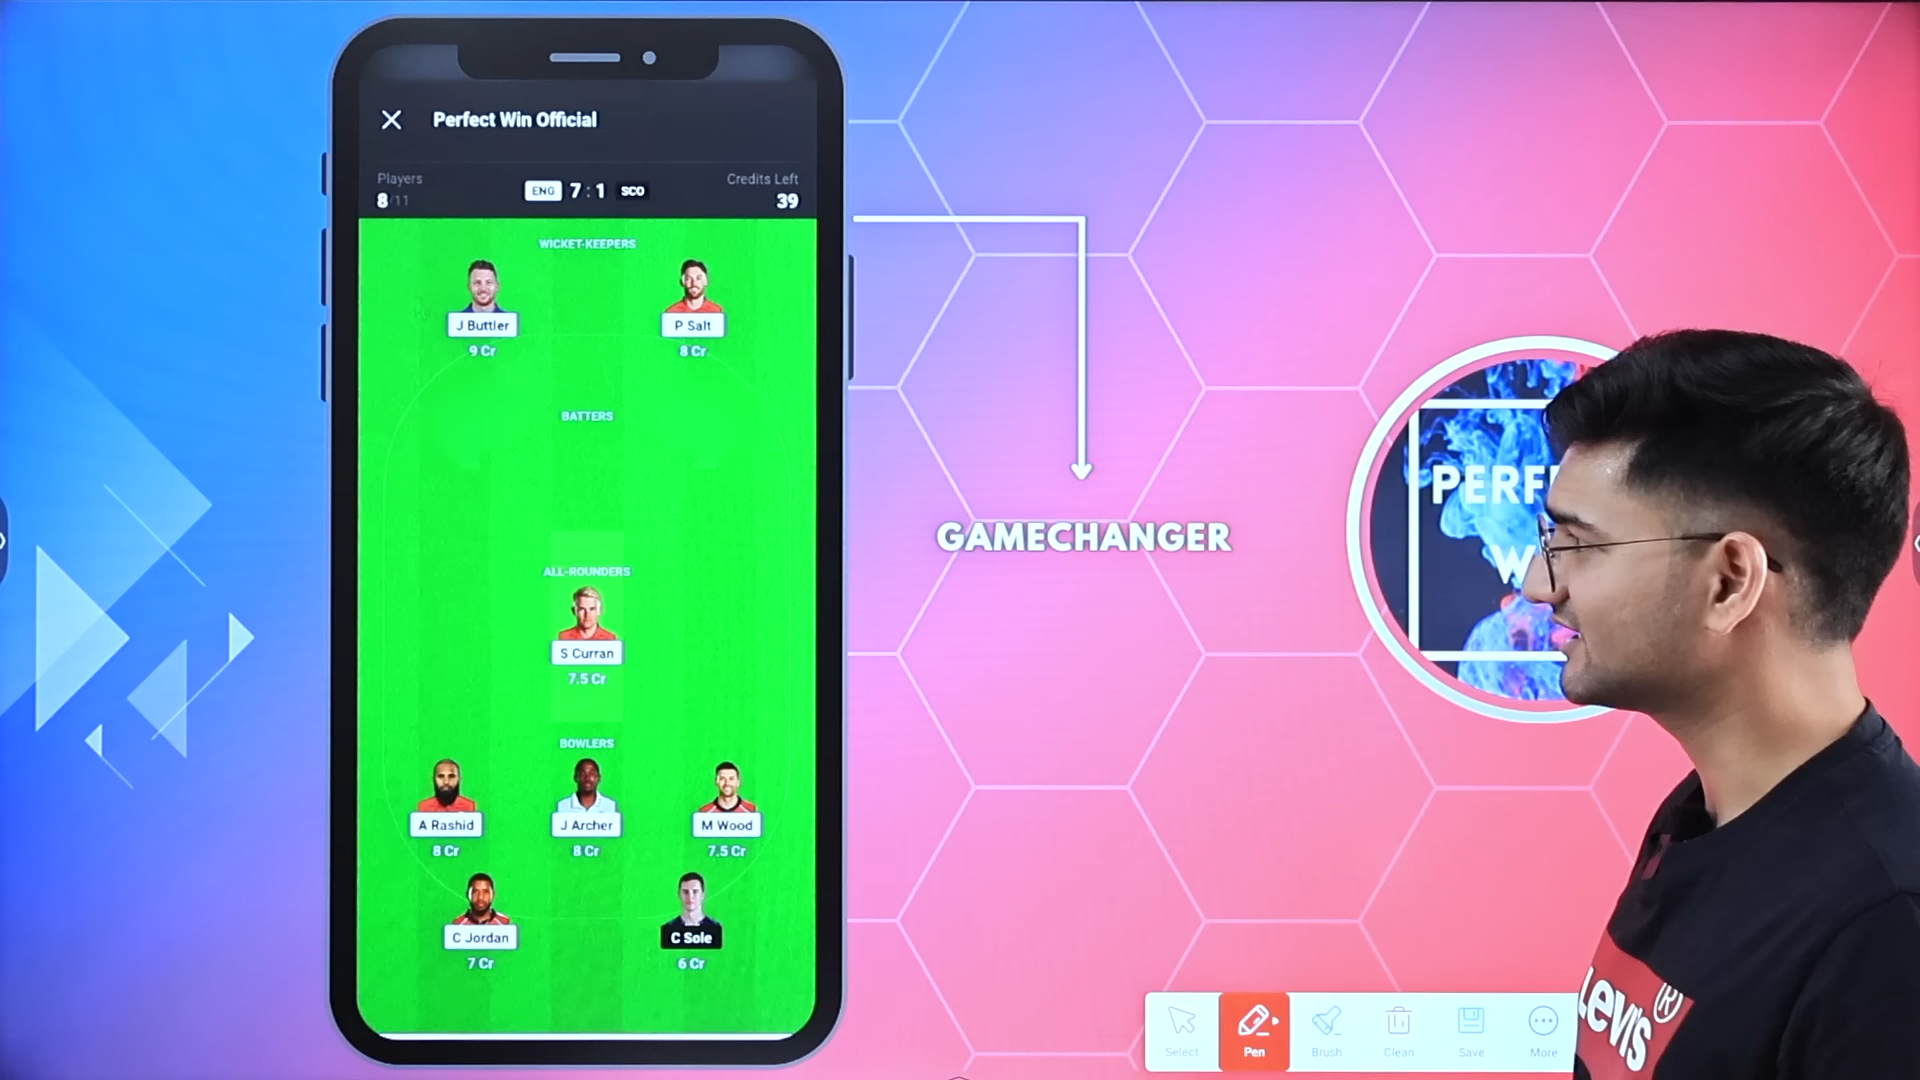 Perfect Win Official
Players
8/11
ENG 7 : 1 SCO
Credits Left
39
WICKET-KEEPERS
J Buttler
9 Cr
P Salt
8 Cr
BATTERS
ALL-ROUNDERS
S Curran
7.5 Cr
BOWLERS
A Rashid
8 Cr
J Archer
8 Cr
M Wood
7.5 Cr
C Jordan
7 Cr
C Sole
6 Cr
GAMECHANGER
PERF
W
Levi's
®
Select
Pen
Brush
Clean
Save
More